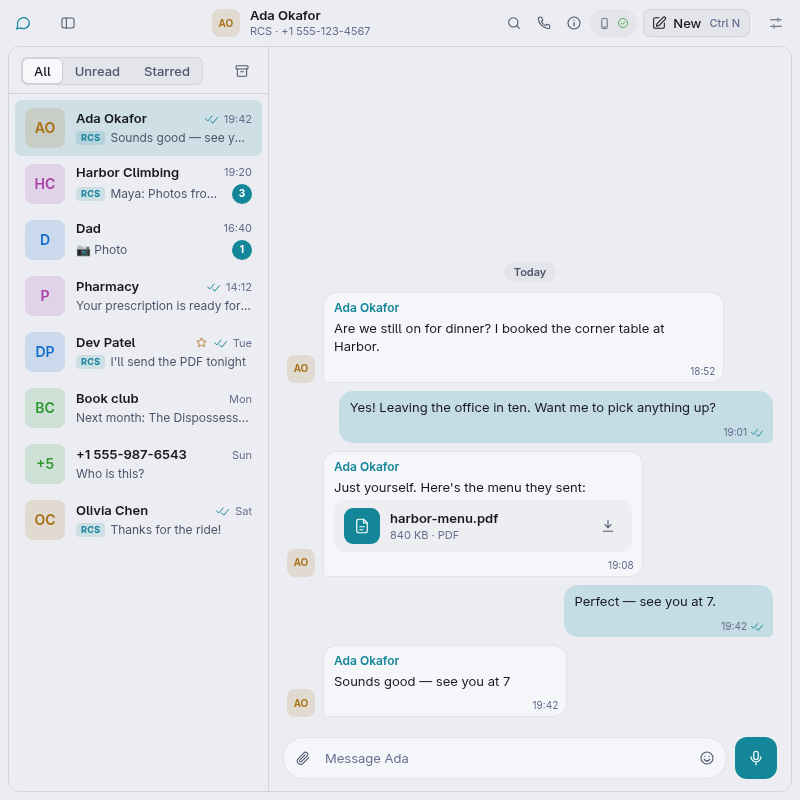 AO
Ada Okafor
RCS · +1 555-123-4567
New Ctrl N
All Unread Starred
AO
Ada Okafor 19:42
RCS Sounds good — see y...
HC
Harbor Climbing 19:20
RCS Maya: Photos fro... 3
D
Dad 16:40
📷 Photo 1
P
Pharmacy 14:12
Your prescription is ready for...
DP
Dev Patel Tue
RCS I'll send the PDF tonight
BC
Book club Mon
Next month: The Dispossess...
+5
+1 555-987-6543 Sun
Who is this?
OC
Olivia Chen Sat
RCS Thanks for the ride!
Today
Ada Okafor
Are we still on for dinner? I booked the corner table at
Harbor.
18:52
AO
Yes! Leaving the office in ten. Want me to pick anything up?
19:01
Ada Okafor
Just yourself. Here's the menu they sent:
harbor-menu.pdf
840 KB · PDF
19:08
AO
Perfect — see you at 7.
19:42
Ada Okafor
Sounds good — see you at 7
19:42
AO
Message Ada